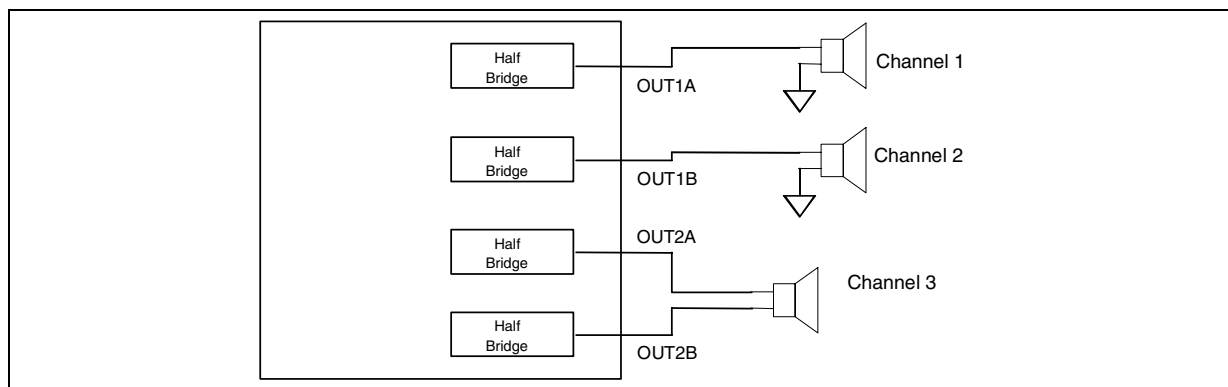 Half
Bridge
OUT1A
Channel 1
Half
Bridge
OUT1B
Channel 2
Half
Bridge
OUT2A
Channel 3
Half
Bridge
OUT2B